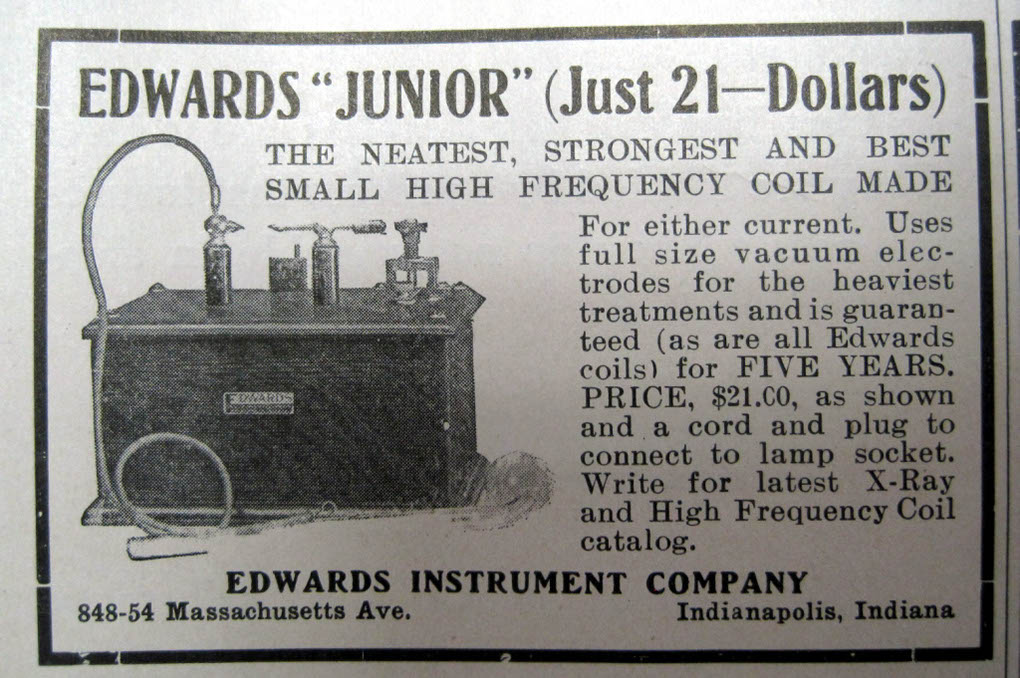 EDWARDS "JUNIOR" (Just 21—Dollars)
THE NEATEST, STRONGEST AND BEST
SMALL HIGH FREQUENCY COIL MADE
For either current. Uses
full size vacuum elec-
trodes for the heaviest
treatments and is guaran-
teed (as are all Edwards
coils) for FIVE YEARS.
PRICE, $21.00, as shown
and a cord and plug to
connect to lamp socket.
Write for latest X-Ray
and High Frequency Coil
catalog.
EDWARDS
EDWARDS INSTRUMENT COMPANY
848-54 Massachusetts Ave. Indianapolis, Indiana